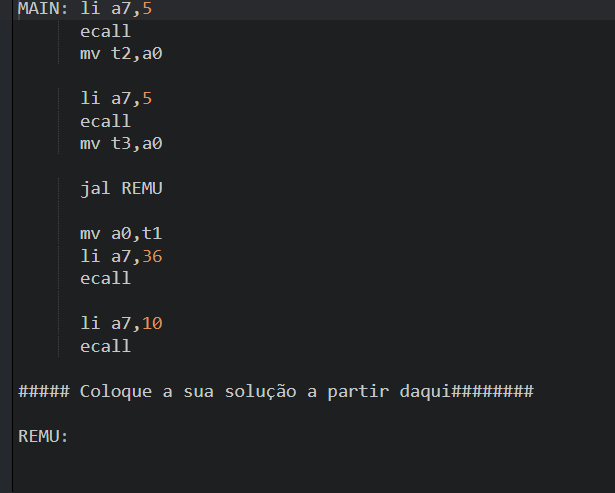 MAIN: li a7,5
ecall
mv t2,a0
li a7,5
ecall
mv t3,a0
jal REMU
mv a0,t1
li a7,36
ecall
li a7,10
ecall
##### Coloque a sua solução a partir daqui########
REMU: